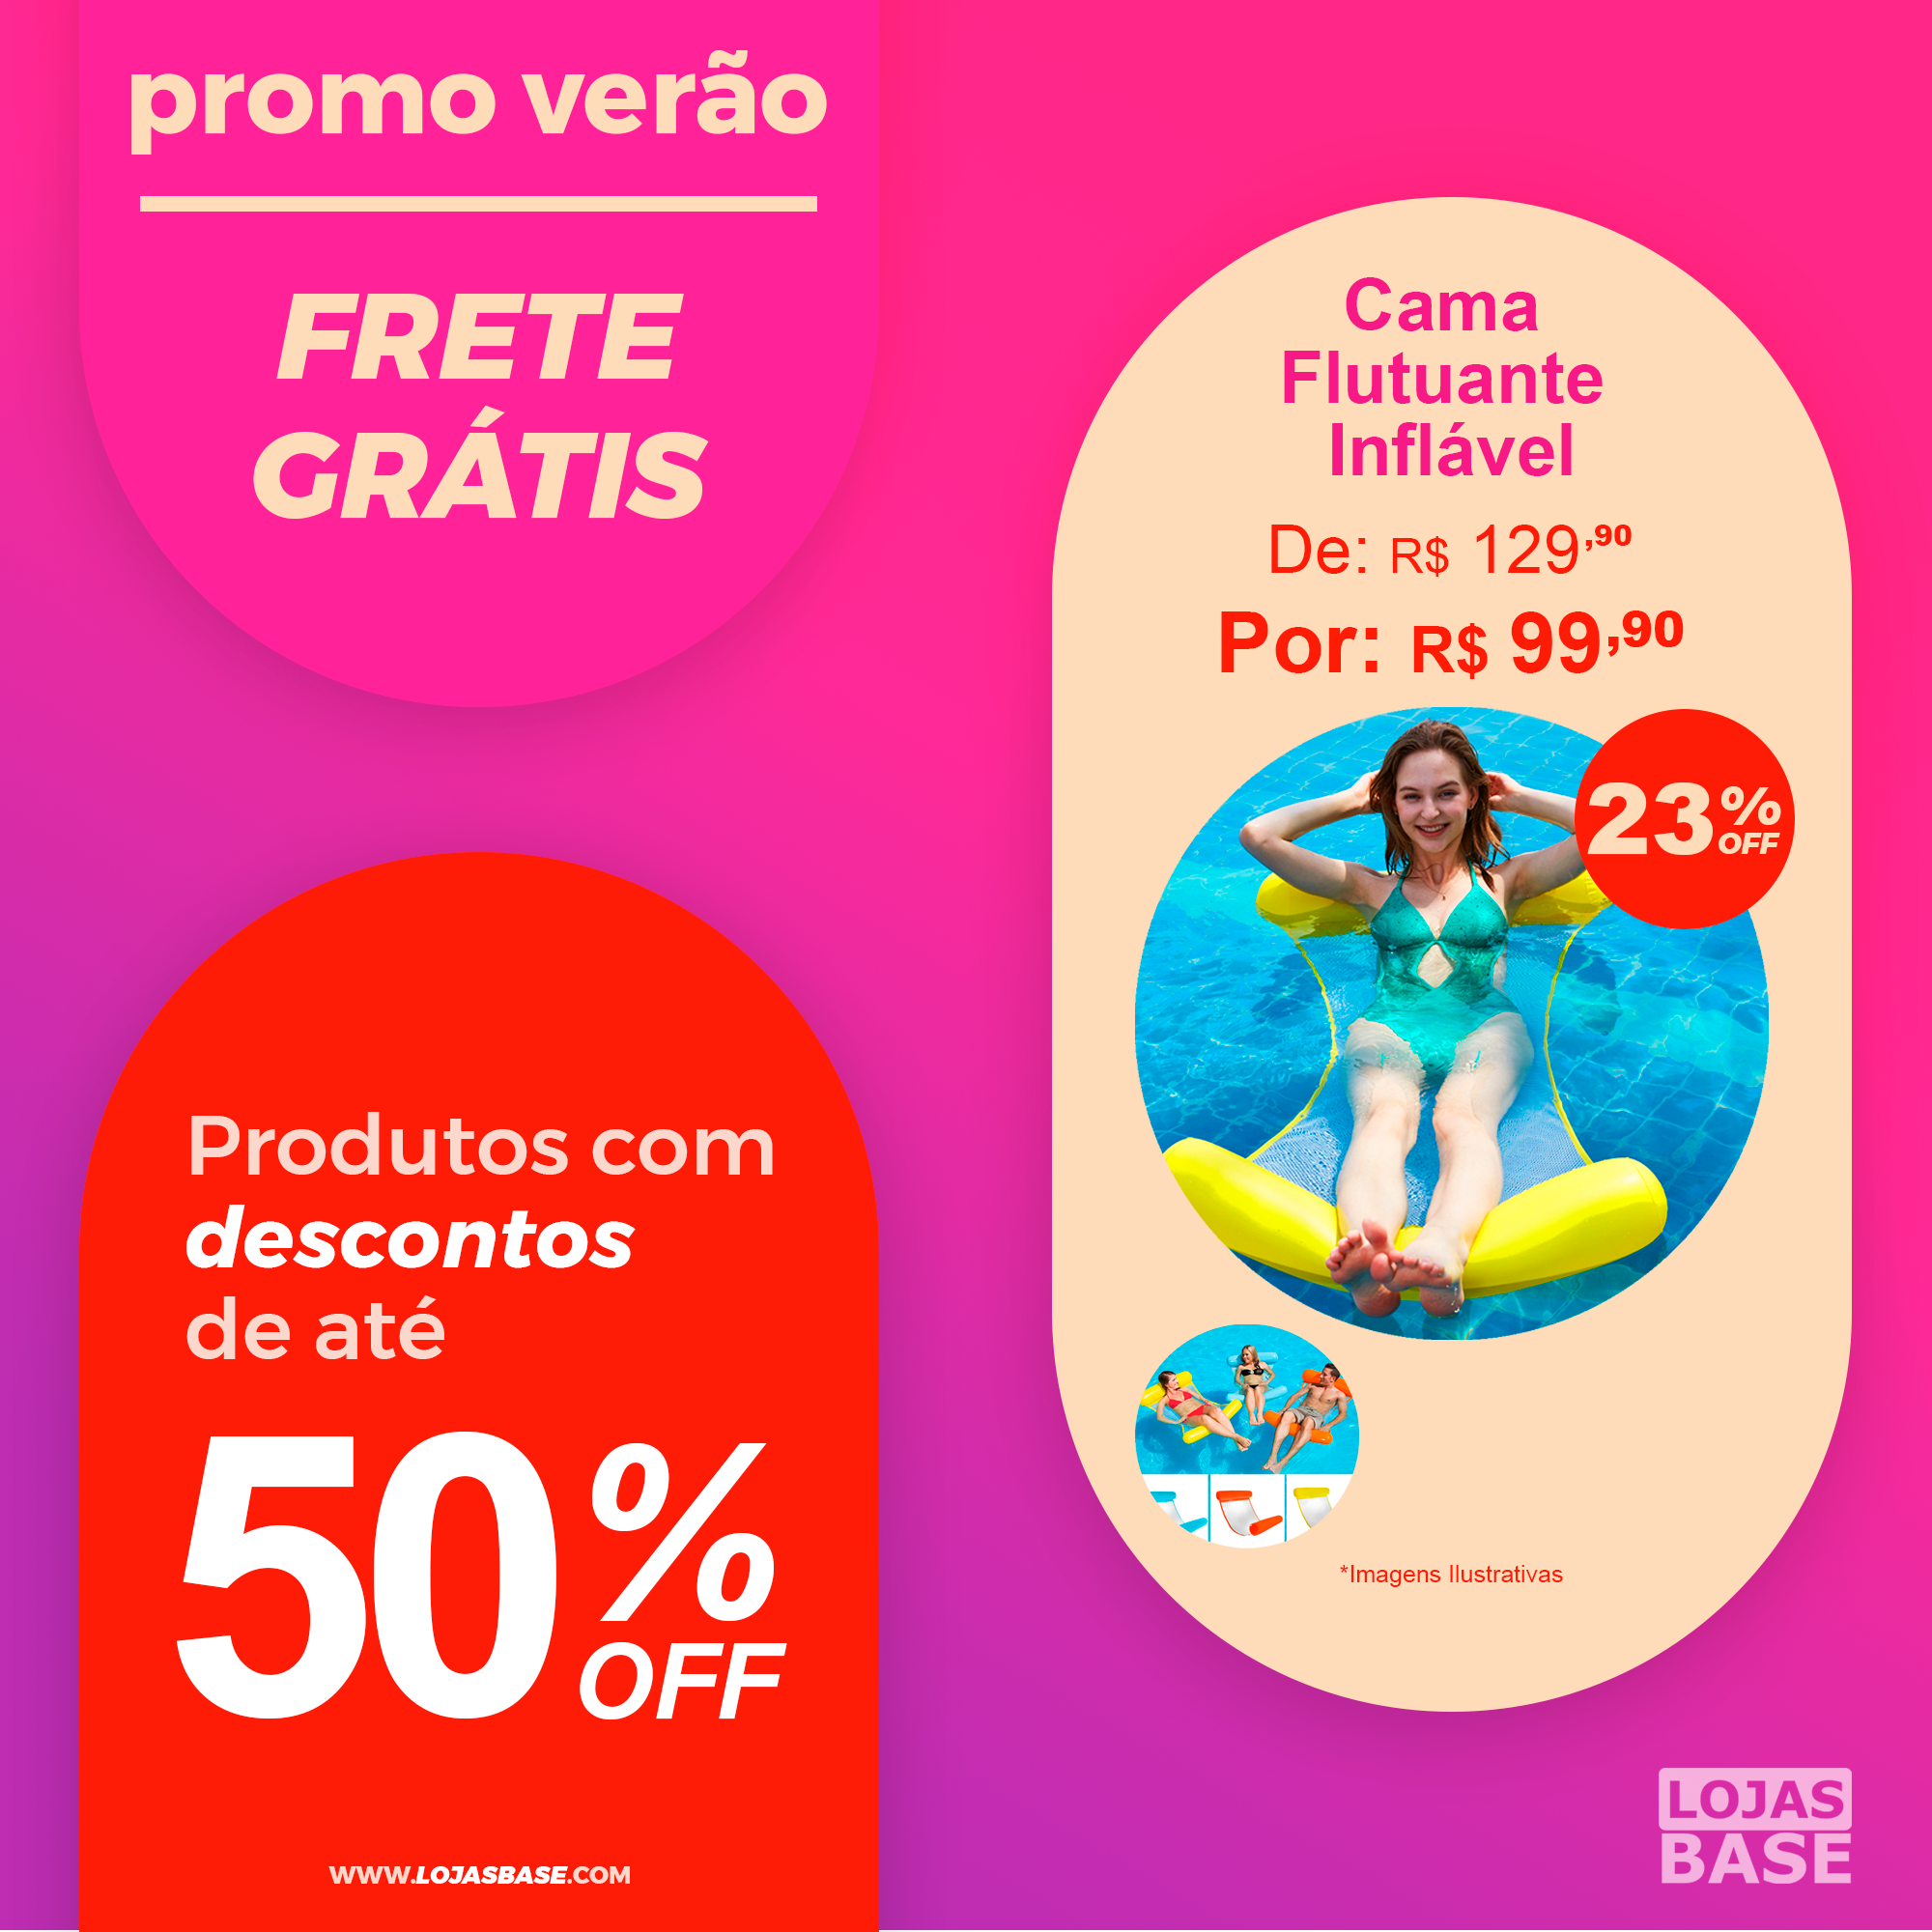 promo verão
FRETE
GRÁTIS
Produtos com
descontos
de até
50%
OFF
WWW.LOJASBASE.COM
Cama
Flutuante
Inflável
De: R$ 129,90
Por: R$ 99,90
23%
OFF
*Imagens Ilustrativas
LOJAS
BASE